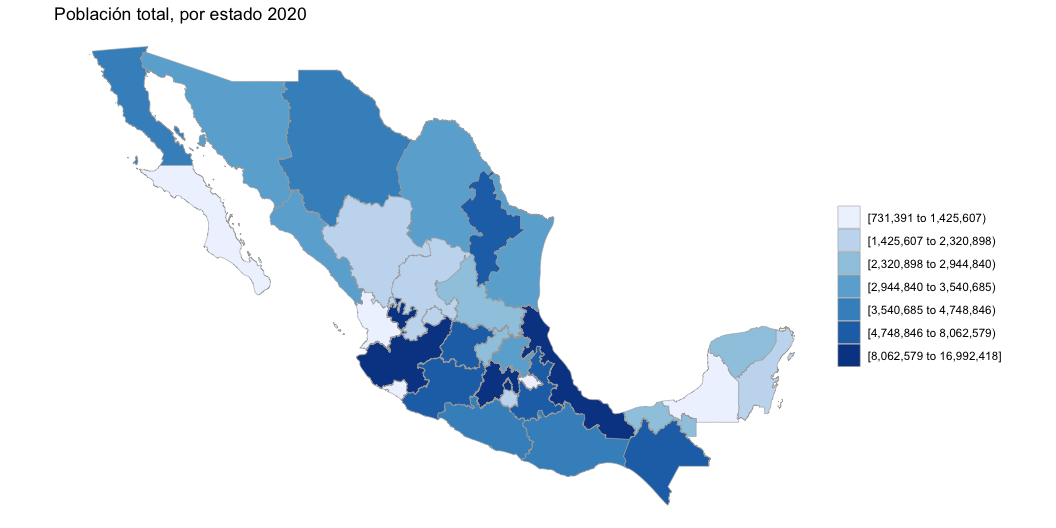 Población total, por estado 2020
[731,391 to 1,425,607)
[1,425,607 to 2,320,898)
[2,320,898 to 2,944,840)
[2,944,840 to 3,540,685)
[3,540,685 to 4,748,846)
[4,748,846 to 8,062,579)
[8,062,579 to 16,992,418]